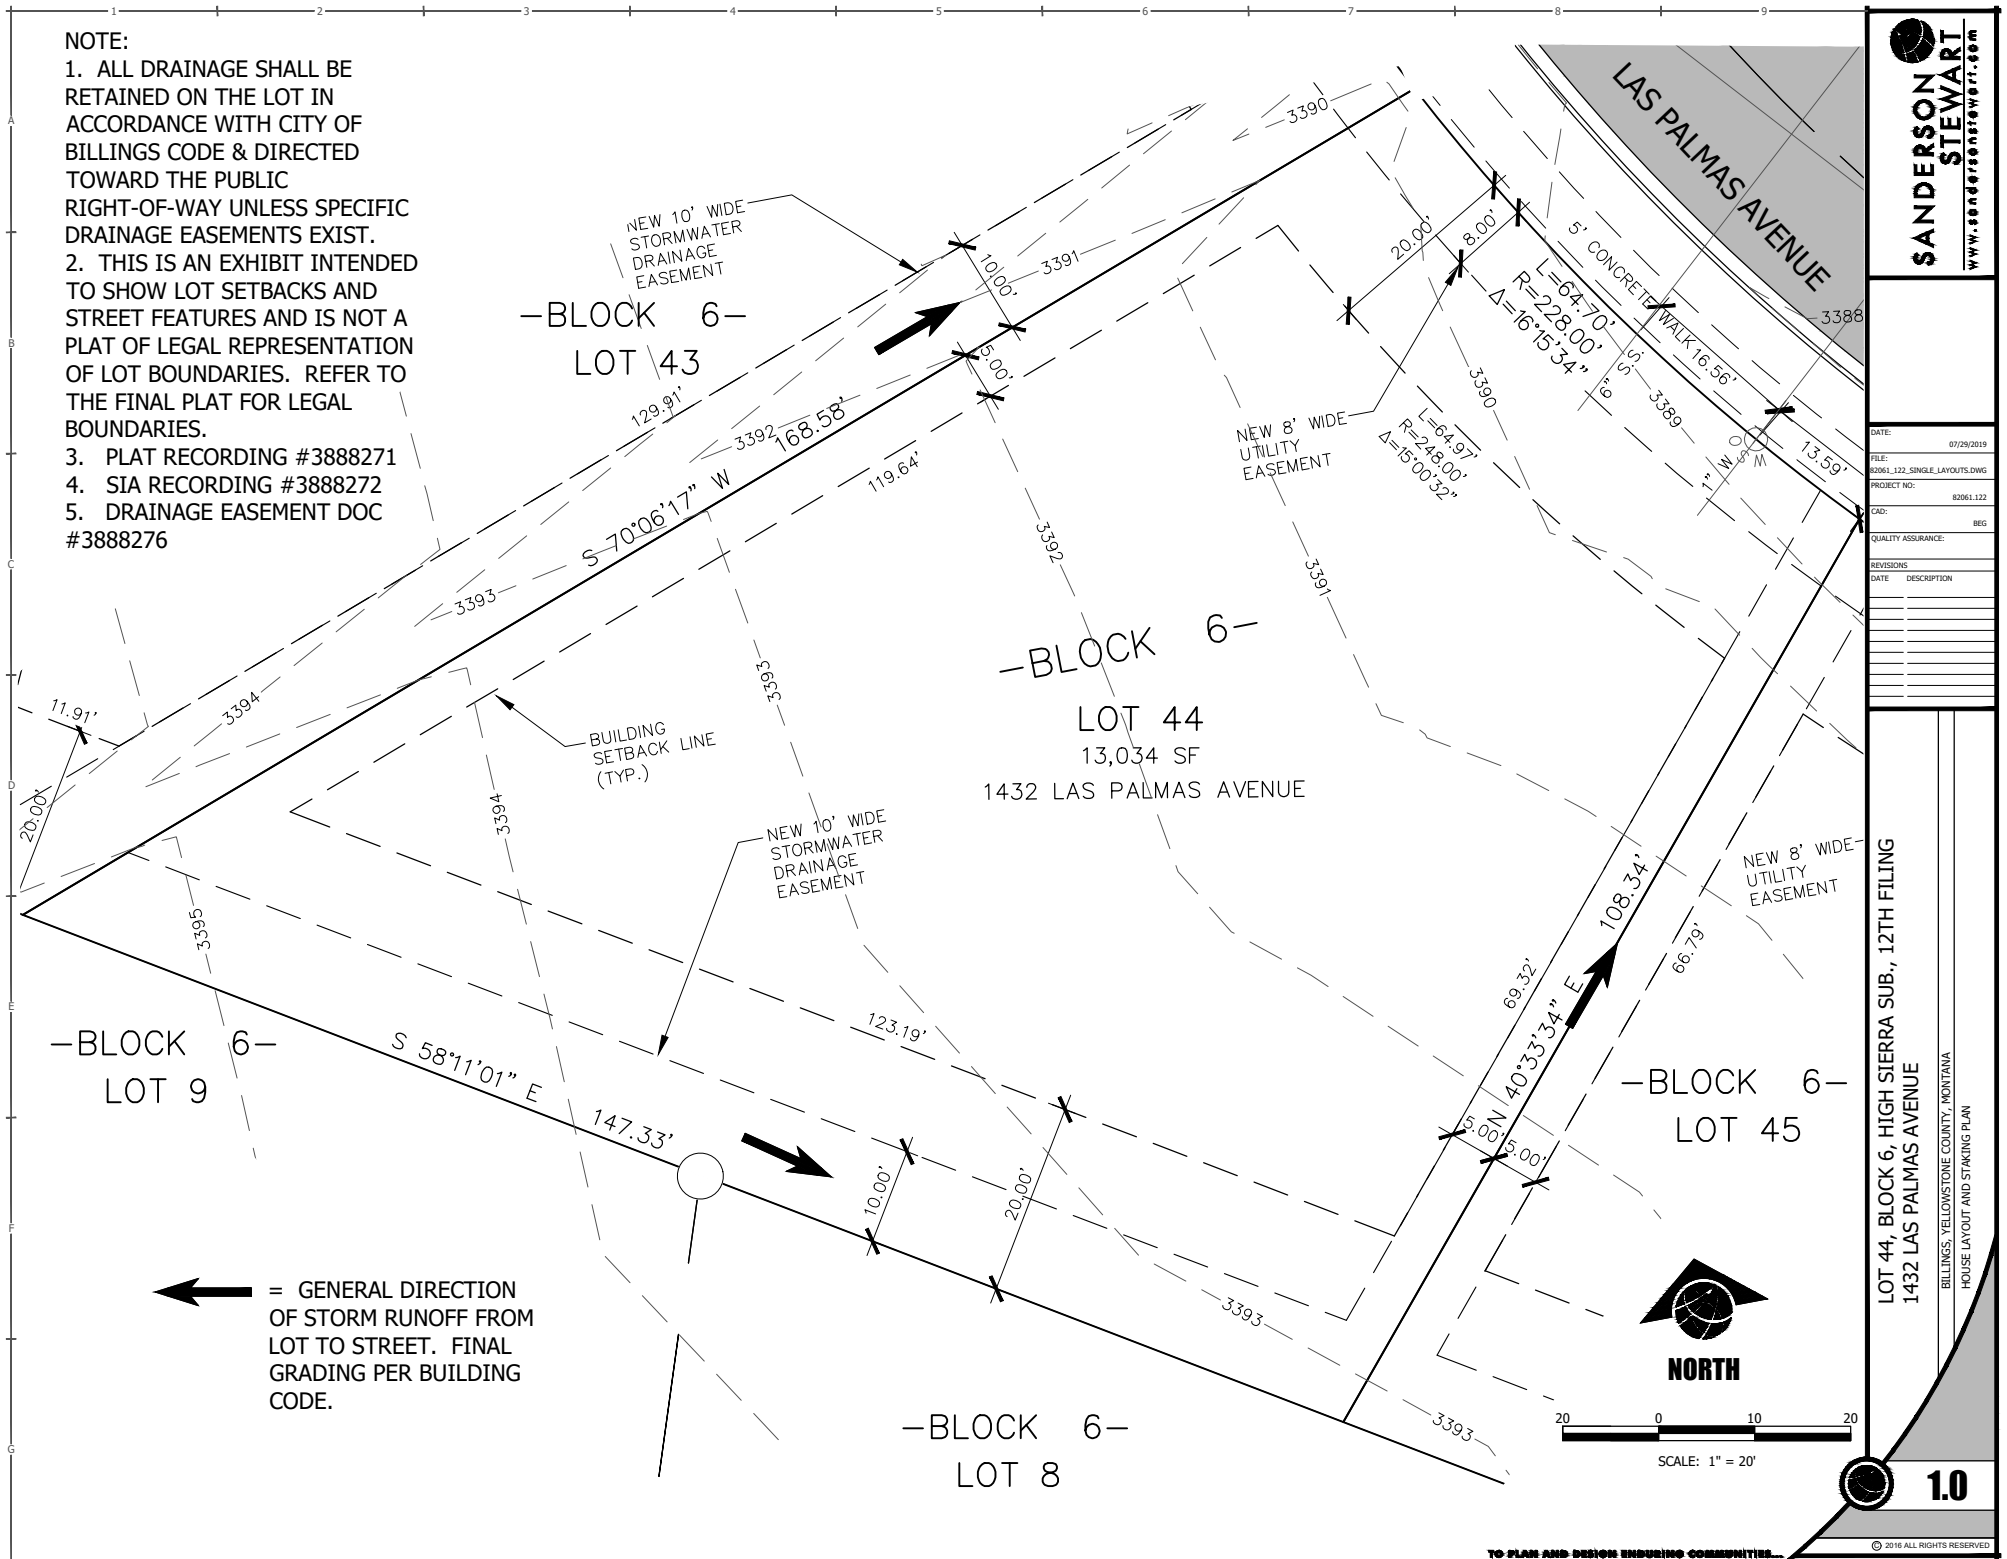 1
2
3
4
5
6
7
8
9
A
B
C
D
E
F
G
NOTE:
1. ALL DRAINAGE SHALL BE
RETAINED ON THE LOT IN
ACCORDANCE WITH CITY OF
BILLINGS CODE & DIRECTED
TOWARD THE PUBLIC
RIGHT-OF-WAY UNLESS SPECIFIC
DRAINAGE EASEMENTS EXIST.
2. THIS IS AN EXHIBIT INTENDED
TO SHOW LOT SETBACKS AND
STREET FEATURES AND IS NOT A
PLAT OF LEGAL REPRESENTATION
OF LOT BOUNDARIES. REFER TO
THE FINAL PLAT FOR LEGAL
BOUNDARIES.
3. PLAT RECORDING #3888271
4. SIA RECORDING #3888272
5. DRAINAGE EASEMENT DOC
#3888276
NEW 10' WIDE
STORMWATER
DRAINAGE
EASEMENT
-BLOCK 6-
LOT 43
129.91'
10.00'
5.00'
3390
3391
3392
3393
3394
S 70°06'17" W 168.58'
119.64'
11.91'
20.00'
LAS PALMAS AVENUE
20.00'
8.00'
5' CONCRETE WALK
L=64.70'
R=228.00'
Δ=16°15'34"
16.56'
13.59'
3388
3389
3390
6" S.S.
1" W
S
O
W
NEW 8' WIDE
UTILITY
EASEMENT
L=64.97'
R=248.00'
Δ=15°00'32"
3391
3392
3393
3394
3395
BUILDING
SETBACK LINE
(TYP.)
-BLOCK 6-
LOT 44
13,034 SF
1432 LAS PALMAS AVENUE
NEW 10' WIDE
STORMWATER
DRAINAGE
EASEMENT
123.19'
S 58°11'01" E 147.33'
10.00'
20.00'
-BLOCK 6-
LOT 9
N 40°33'34" E 108.34'
69.32'
66.79'
5.00'
5.00'
NEW 8' WIDE
UTILITY
EASEMENT
-BLOCK 6-
LOT 45
3393
3393
-BLOCK 6-
LOT 8
= GENERAL DIRECTION
OF STORM RUNOFF FROM
LOT TO STREET. FINAL
GRADING PER BUILDING
CODE.
NORTH
20 0 10 20
SCALE: 1" = 20'
SANDERSON
STEWART
www.sandersonstewart.com
DATE:
07/29/2019
FILE:
82061_122_SINGLE_LAYOUTS.DWG
PROJECT NO:
82061.122
CAD:
BEG
QUALITY ASSURANCE:
REVISIONS
DATE DESCRIPTION
LOT 44, BLOCK 6, HIGH SIERRA SUB., 12TH FILING
1432 LAS PALMAS AVENUE
BILLINGS, YELLOWSTONE COUNTY, MONTANA
HOUSE LAYOUT AND STAKING PLAN
1.0
© 2016 ALL RIGHTS RESERVED
TO PLAN AND DESIGN ENDURING COMMUNITIES...